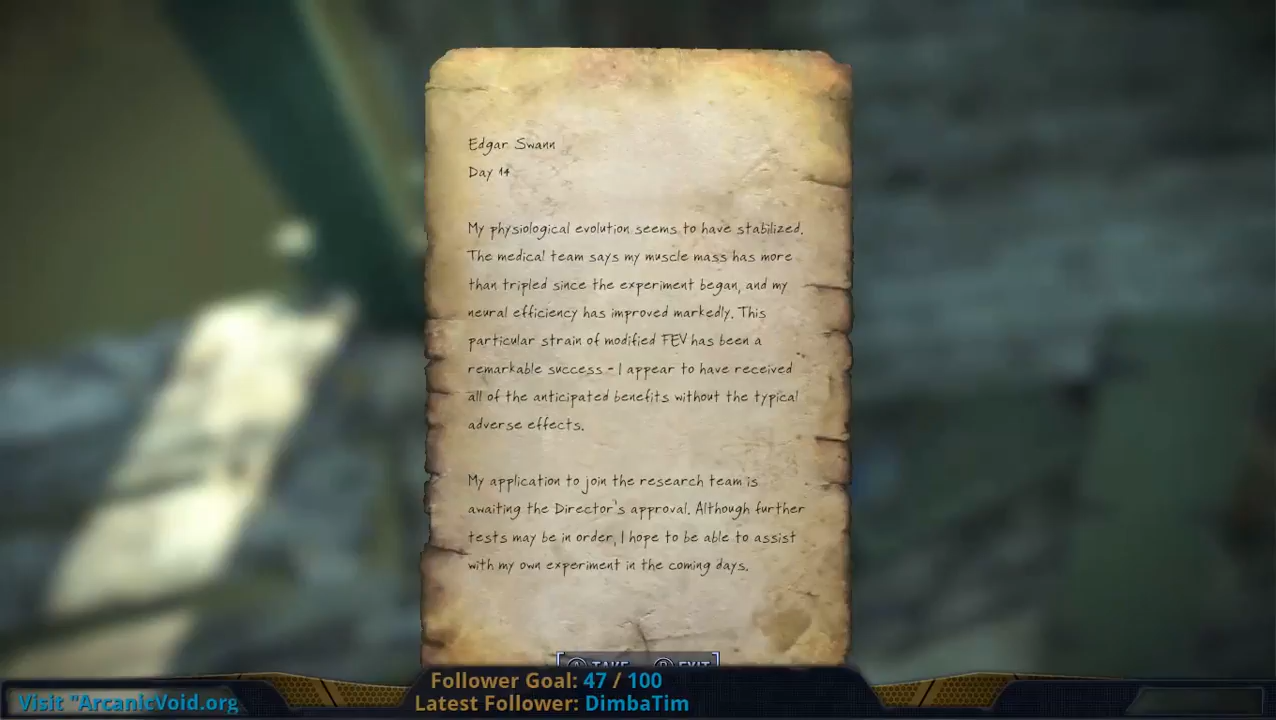 Edgar Swann
Day 14
My physiological evolution seems to have stabilized.
The medical team says my muscle mass has more
than tripled since the experiment began, and my
neural efficiency has improved markedly. This
particular strain of modified FEV has been a
remarkable success - I appear to have received
all of the anticipated benefits without the typical
adverse effects.
My application to join the research team is
awaiting the Director's approval. Although further
tests may be in order, I hope to be able to assist
with my own experiment in the coming days.
A TAKE B EXIT
Follower Goal: 47 / 100
Latest Follower: DimbaTim
Visit "ArcanicVoid.org